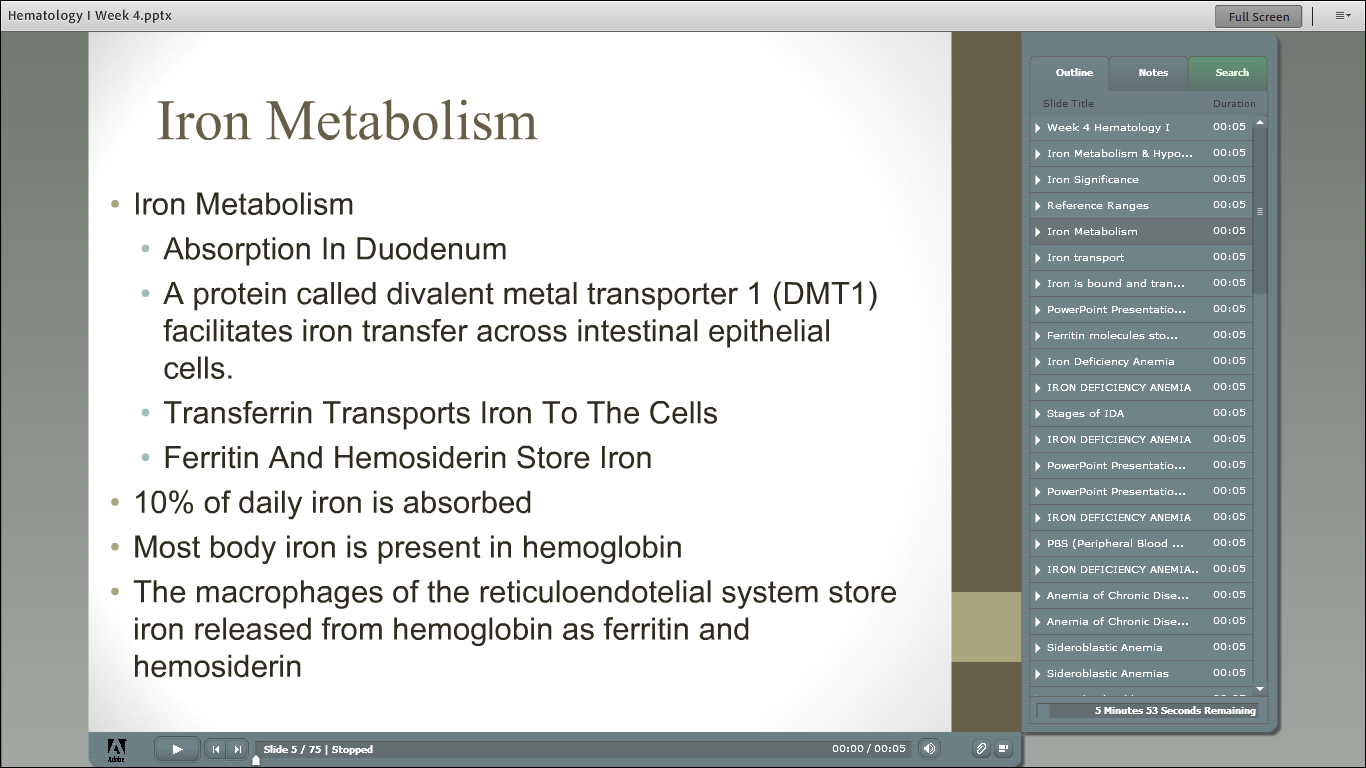 Hematology I Week 4.pptx
Full Screen
Iron Metabolism
• Iron Metabolism
• Absorption In Duodenum
• A protein called divalent metal transporter 1 (DMT1)
facilitates iron transfer across intestinal epithelial
cells.
• Transferrin Transports Iron To The Cells
• Ferritin And Hemosiderin Store Iron
• 10% of daily iron is absorbed
• Most body iron is present in hemoglobin
• The macrophages of the reticuloendotelial system store
iron released from hemoglobin as ferritin and
hemosiderin
Outline Notes Search
Slide Title Duration
Week 4 Hematology I 00:05
Iron Metabolism & Hypo... 00:05
Iron Significance 00:05
Reference Ranges 00:05
Iron Metabolism 00:05
Iron transport 00:05
Iron is bound and tran... 00:05
PowerPoint Presentatio... 00:05
Ferritin molecules sto... 00:05
Iron Deficiency Anemia 00:05
IRON DEFICIENCY ANEMIA 00:05
Stages of IDA 00:05
IRON DEFICIENCY ANEMIA 00:05
PowerPoint Presentatio... 00:05
PowerPoint Presentatio... 00:05
IRON DEFICIENCY ANEMIA 00:05
PBS (Peripheral Blood ... 00:05
IRON DEFICIENCY ANEMIA.. 00:05
Anemia of Chronic Dise... 00:05
Anemia of Chronic Dise... 00:05
Sideroblastic Anemia 00:05
Sideroblastic Anemias 00:05
5 Minutes 53 Seconds Remaining
Adobe
Slide 5 / 75 | Stopped 00:00 / 00:05